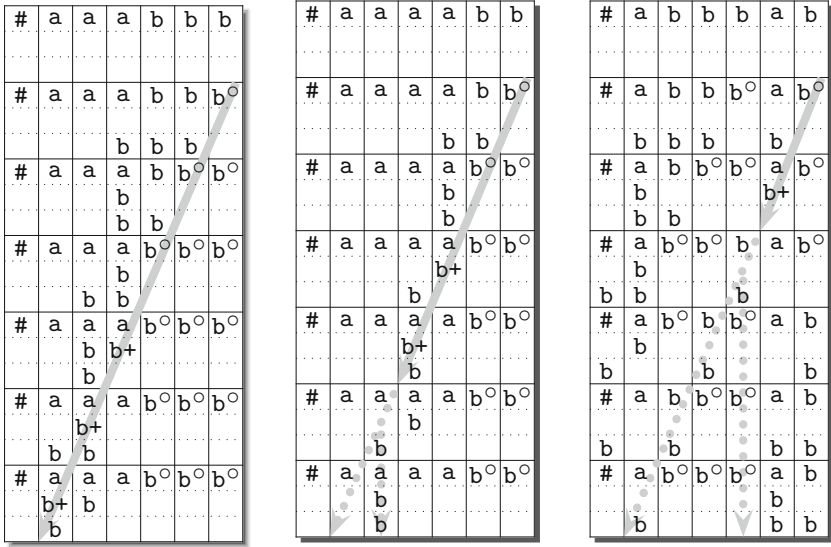 # a a a b b b
# a a a b b b○
b b b
# a a a b b○ b○
b
b b
# a a a b○ b○ b○
b
b b
# a a a b○ b○ b○
b b+
b
# a a a b○ b○ b○
b+
b b
# a a a b○ b○ b○
b+ b
b
# a a a a b b
# a a a a b b○
b b
# a a a a b○ b○
b
b
# a a a a b○ b○
b+
b
# a a a a b○ b○
b+
b
# a a a a b○ b○
b
b
# a a a a b○ b○
b
b
# a b b b a b
# a b b b○ a b○
b b b b
# a b b○ b○ a b○
b b+
b b
# a b○ b○ b a b○
b
b b b
# a b○ b b○ a b
b
b b b
# a b b○ b○ a b
b b b b
# a b○ b○ b○ a b
b
b b b